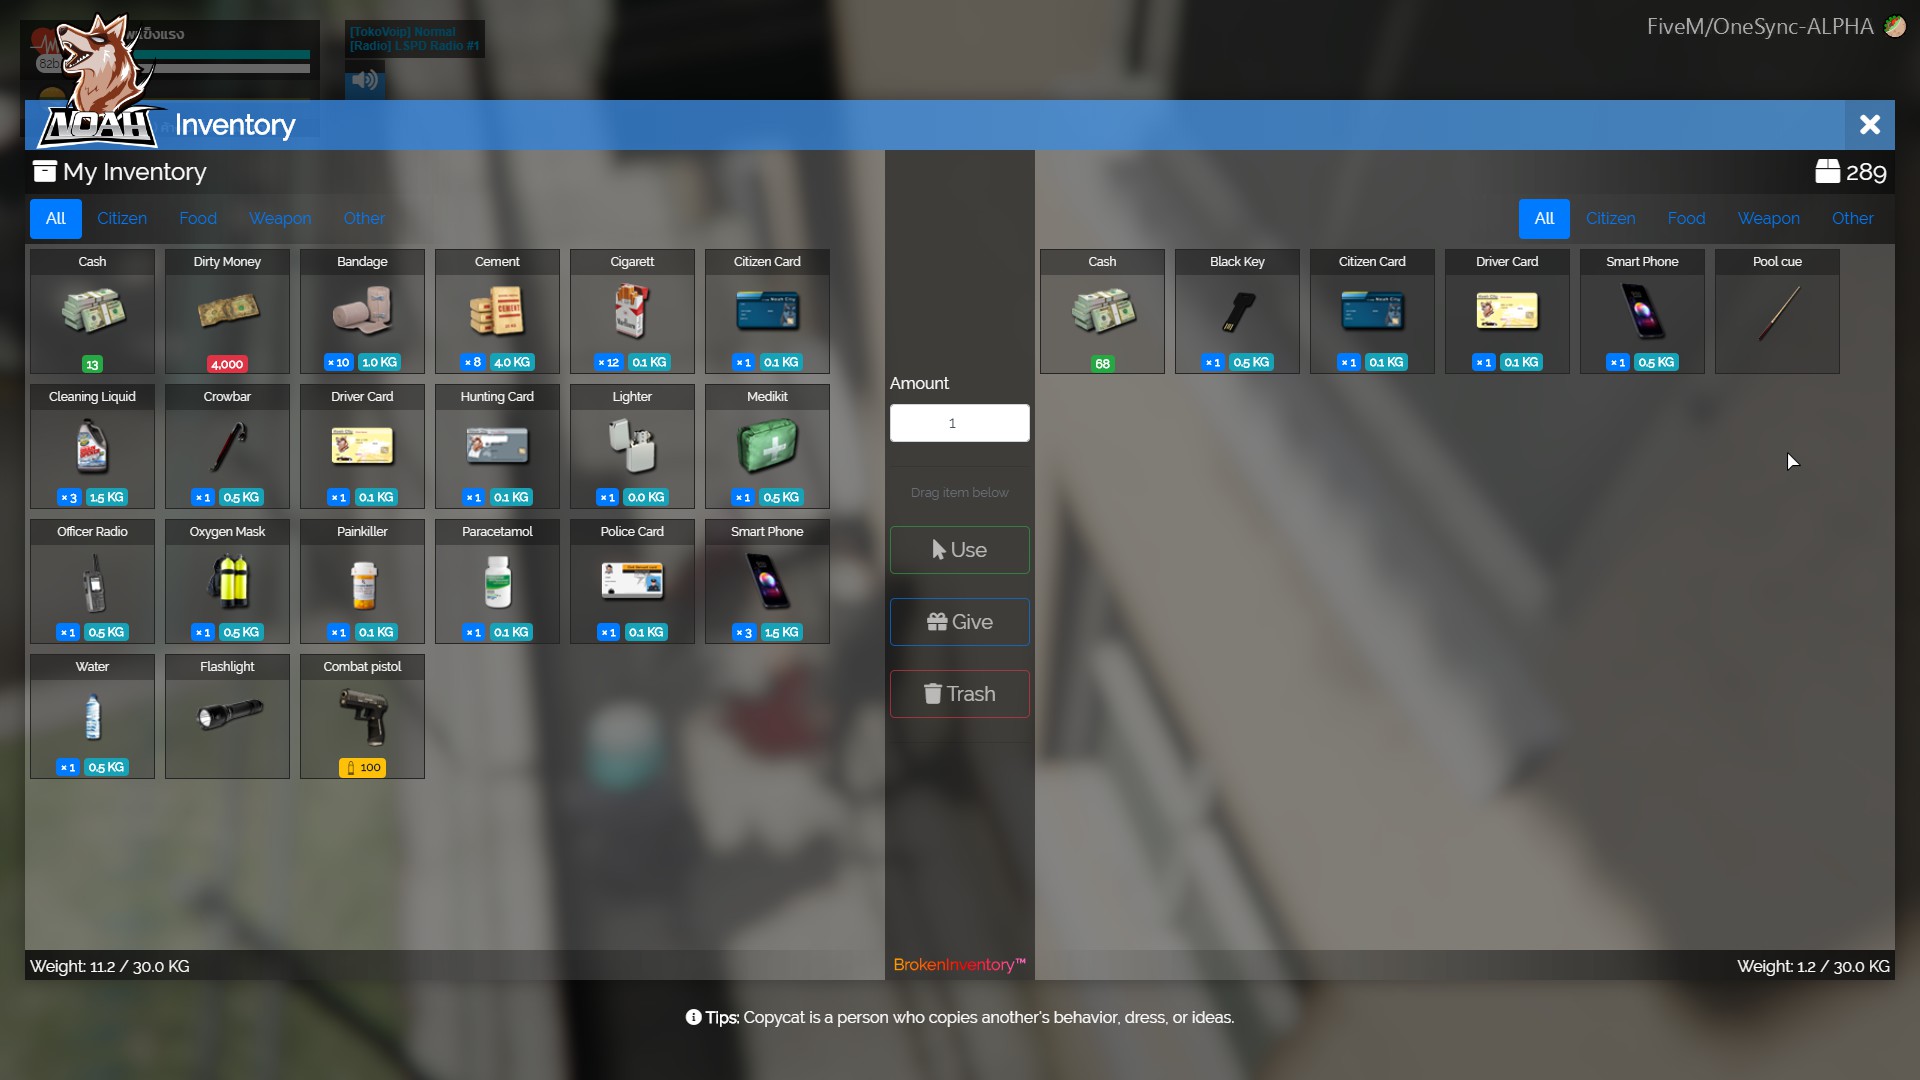 FiveM/OneSync-ALPHA
[TokoVoip] Normal
[Radio] LSPD Radio #1
82b
NOAH
Inventory
My Inventory
289
All Citizen Food Weapon Other
All Citizen Food Weapon Other
Cash
13
Dirty Money
4,000
Bandage
× 10 1.0 KG
Cement
× 8 4.0 KG
Cigarett
× 12 0.1 KG
Citizen Card
× 1 0.1 KG
Cleaning Liquid
× 3 1.5 KG
Crowbar
× 1 0.5 KG
Driver Card
× 1 0.1 KG
Hunting Card
× 1 0.1 KG
Lighter
× 1 0.0 KG
Medikit
× 1 0.5 KG
Officer Radio
× 1 0.5 KG
Oxygen Mask
× 1 0.5 KG
Painkiller
× 1 0.1 KG
Paracetamol
× 1 0.1 KG
Police Card
× 1 0.1 KG
Smart Phone
× 3 1.5 KG
Water
× 1 0.5 KG
Flashlight
Combat pistol
100
Weight: 11.2 / 30.0 KG
Amount
1
Drag item below
Use
Give
Trash
BrokenInventory™
Cash
68
Black Key
× 1 0.5 KG
Citizen Card
× 1 0.1 KG
Driver Card
× 1 0.1 KG
Smart Phone
× 1 0.5 KG
Pool cue
Weight: 1.2 / 30.0 KG
Tips: Copycat is a person who copies another's behavior, dress, or ideas.